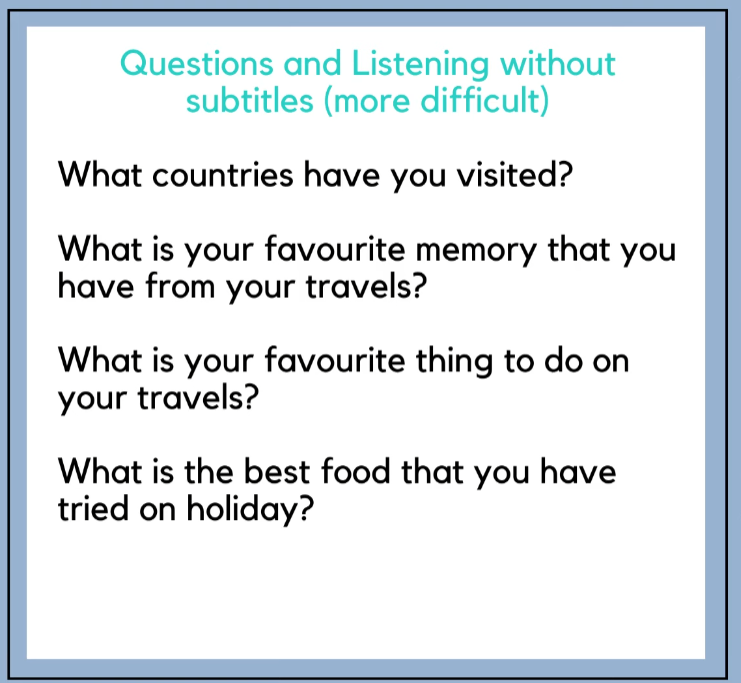 Questions and Listening without
subtitles (more difficult)
What countries have you visited?
What is your favourite memory that you
have from your travels?
What is your favourite thing to do on
your travels?
What is the best food that you have
tried on holiday?